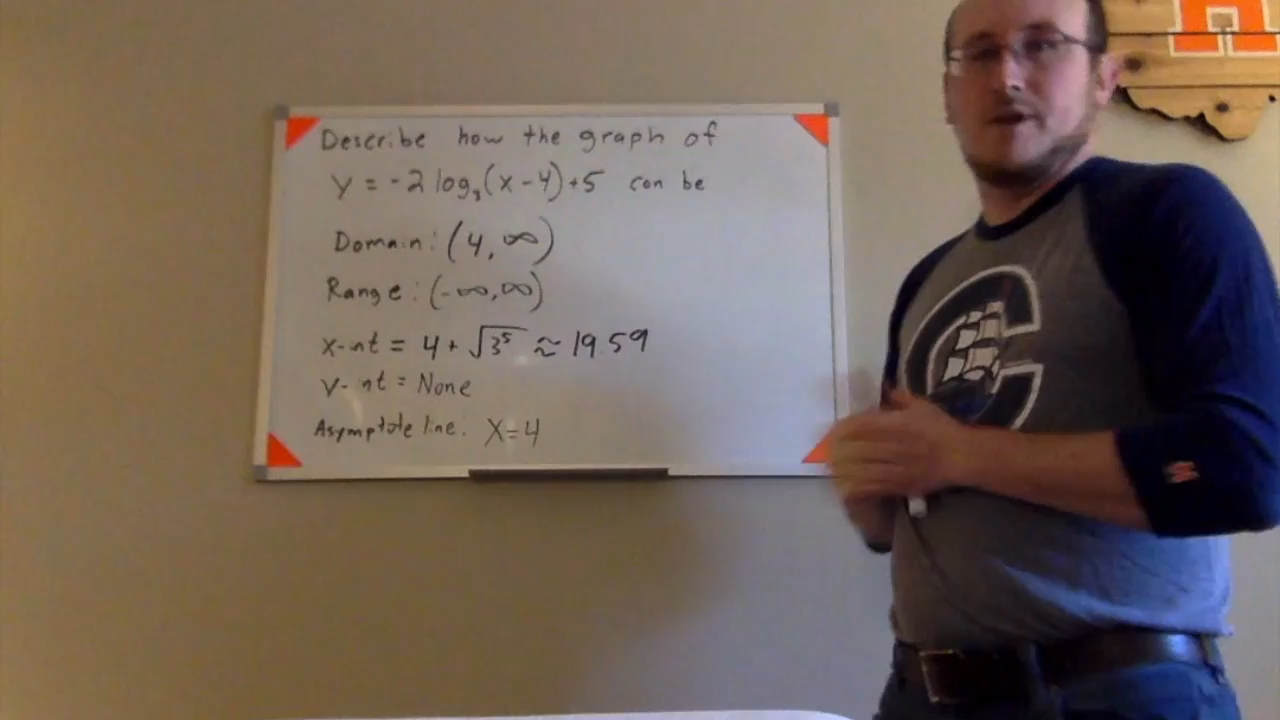 Describe how the graph of
y = -2 log₃(x - 4) + 5 can be
Domain: (4, ∞)
Range: (-∞, ∞)
x-int = 4 + √3⁵ ≈ 19.59
y-int = None
Asymptote line: X = 4